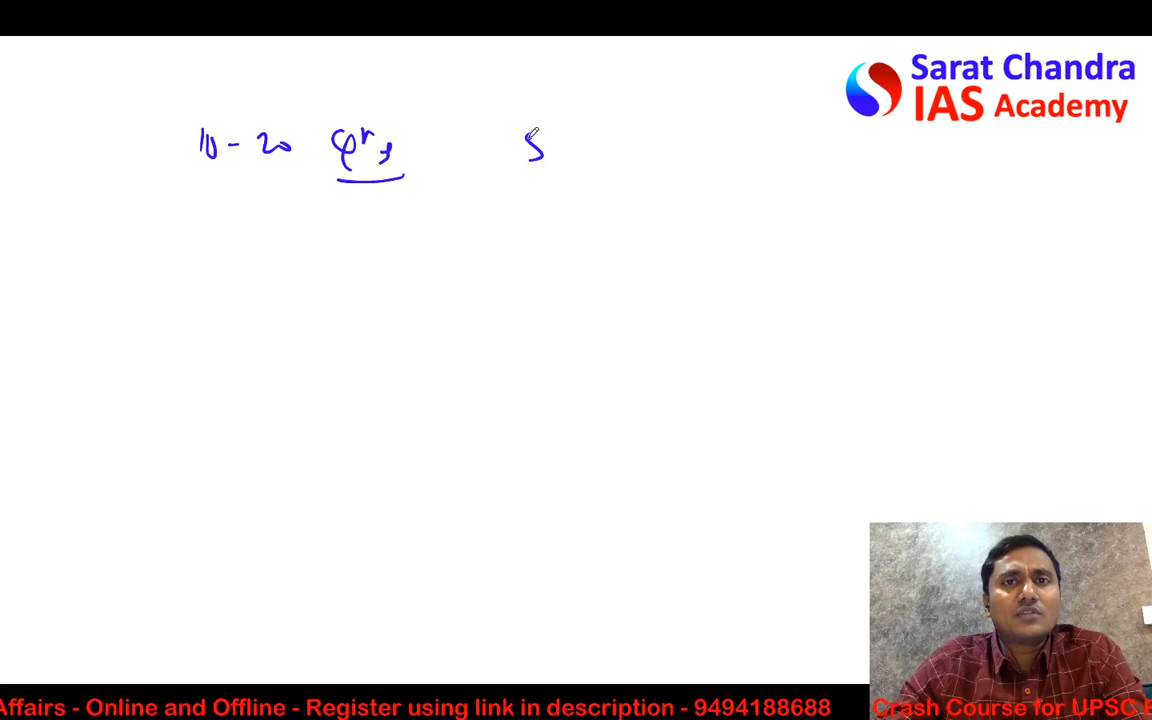 Sarat Chandra
IAS Academy
10 - 20 S
Affairs - Online and Offline - Register using link in description - 9494188688 Crash Course for UPSC